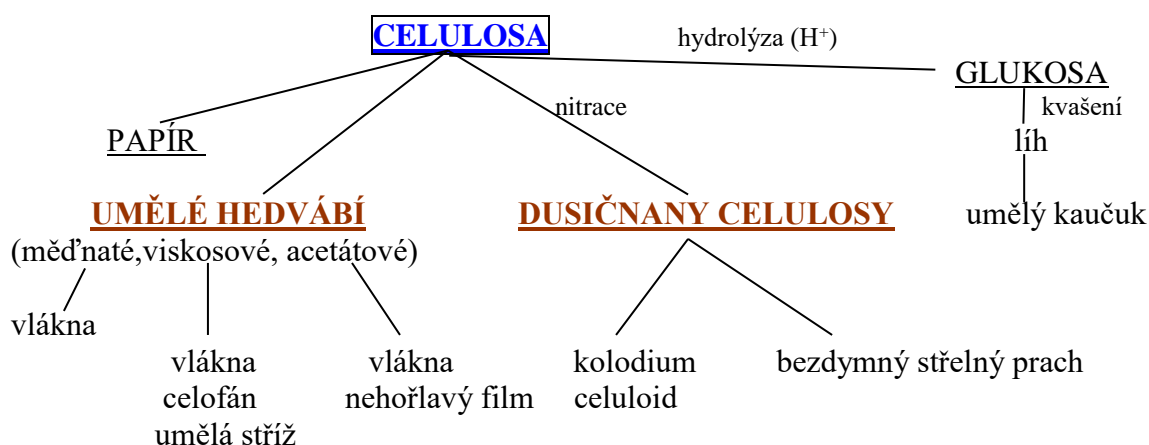 CELULOSA
hydrolýza (H⁺)
GLUKOSA
nitrace
kvašení
PAPÍR
líh
UMĚLÉ HEDVÁBÍ
DUSIČNANY CELULOSY
umělý kaučuk
(měďnaté,viskosové, acetátové)
vlákna
vlákna
celofán
umělá stříž
vlákna
nehořlavý film
kolodium
celuloid
bezdymný střelný prach